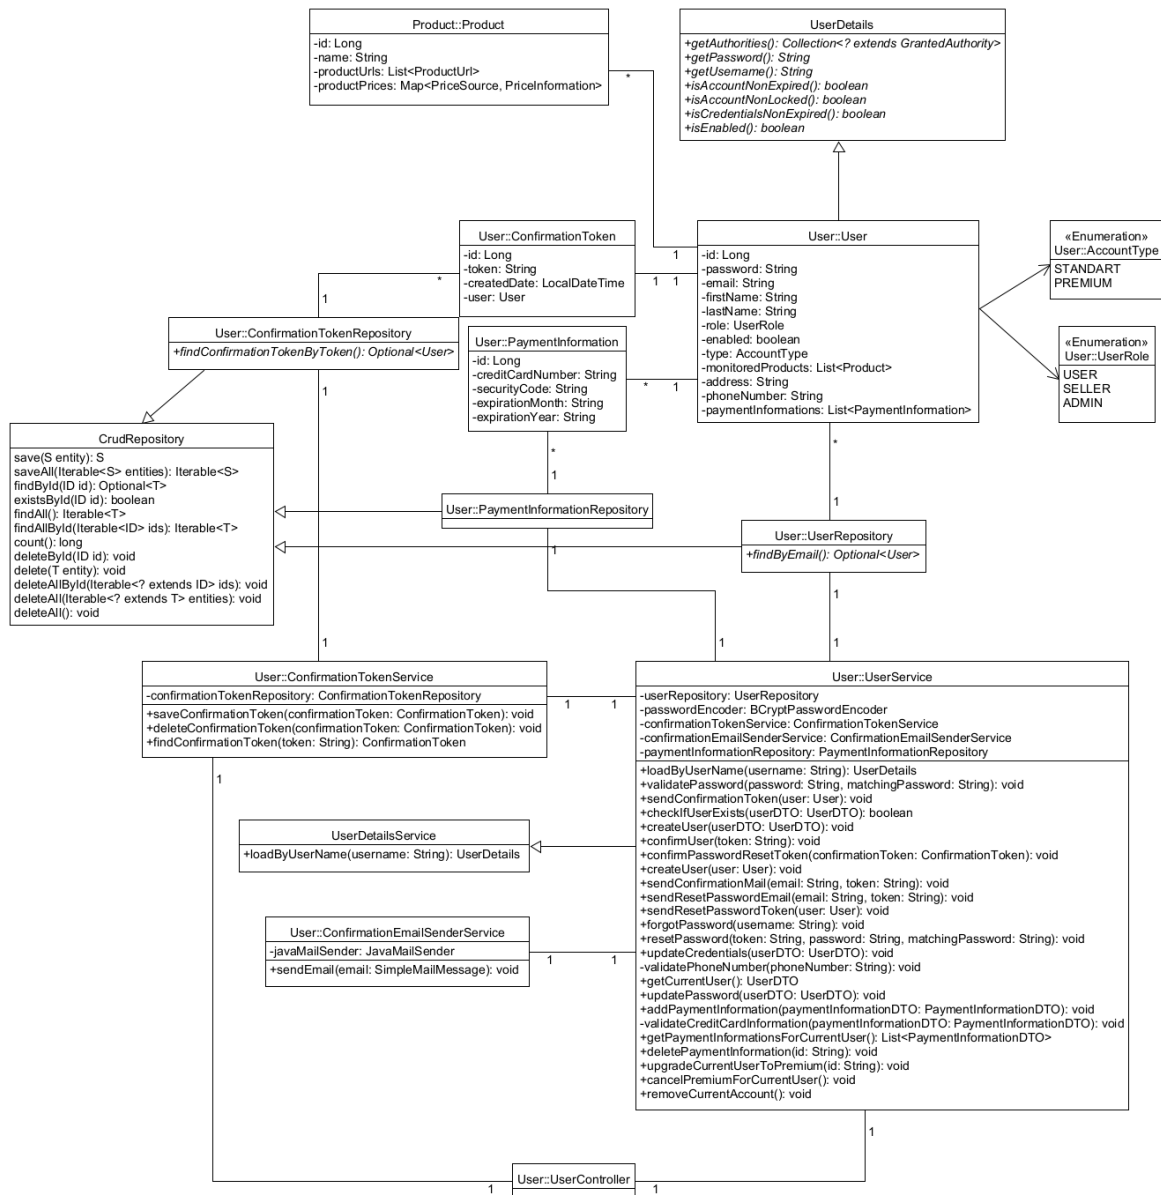 Product::Product
-id: Long
-name: String
-productUrls: List<ProductUrl>
-productPrices: Map<PriceSource, PriceInformation>
*
UserDetails
+getAuthorities(): Collection<? extends GrantedAuthority>
+getPassword(): String
+getUsername(): String
+isAccountNonExpired(): boolean
+isAccountNonLocked(): boolean
+isCredentialsNonExpired(): boolean
+isEnabled(): boolean
User::ConfirmationToken
-id: Long
-token: String
-createdDate: LocalDateTime
-user: User
*
1
1
1
1
User::User
-id: Long
-password: String
-email: String
-firstName: String
-lastName: String
-role: UserRole
-enabled: boolean
-type: AccountType
-monitoredProducts: List<Product>
-address: String
-phoneNumber: String
-paymentInformations: List<PaymentInformation>
«Enumeration»
User::AccountType
STANDART
PREMIUM
«Enumeration»
User::UserRole
USER
SELLER
ADMIN
User::ConfirmationTokenRepository
+findConfirmationTokenByToken(): Optional<User>
1
User::PaymentInformation
-id: Long
-creditCardNumber: String
-securityCode: String
-expirationMonth: String
-expirationYear: String
*
1
*
1
*
1
CrudRepository
save(S entity): S
saveAll(Iterable<S> entities): Iterable<S>
findById(ID id): Optional<T>
existsById(ID id): boolean
findAll(): Iterable<T>
findAllById(Iterable<ID> ids): Iterable<T>
count(): long
deleteById(ID id): void
delete(T entity): void
deleteAllById(Iterable<? extends ID> ids): void
deleteAll(Iterable<? extends T> entities): void
deleteAll(): void
User::PaymentInformationRepository
1
User::UserRepository
+findByEmail(): Optional<User>
1
1
1
1
User::ConfirmationTokenService
-confirmationTokenRepository: ConfirmationTokenRepository
+saveConfirmationToken(confirmationToken: ConfirmationToken): void
+deleteConfirmationToken(confirmationToken: ConfirmationToken): void
+findConfirmationToken(token: String): ConfirmationToken
1
1
1
User::UserService
-userRepository: UserRepository
-passwordEncoder: BCryptPasswordEncoder
-confirmationTokenService: ConfirmationTokenService
-confirmationEmailSenderService: ConfirmationEmailSenderService
-paymentInformationRepository: PaymentInformationRepository
+loadByUserName(username: String): UserDetails
+validatePassword(password: String, matchingPassword: String): void
+sendConfirmationToken(user: User): void
+checkIfUserExists(userDTO: UserDTO): boolean
+createUser(userDTO: UserDTO): void
+confirmUser(token: String): void
+confirmPasswordResetToken(confirmationToken: ConfirmationToken): void
+createUser(user: User): void
+sendConfirmationMail(email: String, token: String): void
+sendResetPasswordEmail(email: String, token: String): void
+sendResetPasswordToken(user: User): void
+forgotPassword(username: String): void
+resetPassword(token: String, password: String, matchingPassword: String): void
+updateCredentials(userDTO: UserDTO): void
-validatePhoneNumber(phoneNumber: String): void
+getCurrentUser(): UserDTO
+updatePassword(userDTO: UserDTO): void
+addPaymentInformation(paymentInformationDTO: PaymentInformationDTO): void
-validateCreditCardInformation(paymentInformationDTO: PaymentInformationDTO): void
+getPaymentInformationsForCurrentUser(): List<PaymentInformationDTO>
+deletePaymentInformation(id: String): void
+upgradeCurrentUserToPremium(id: String): void
+cancelPremiumForCurrentUser(): void
+removeCurrentAccount(): void
UserDetailsService
+loadByUserName(username: String): UserDetails
User::ConfirmationEmailSenderService
-javaMailSender: JavaMailSender
+sendEmail(email: SimpleMailMessage): void
1
1
1
User::UserController
1
1